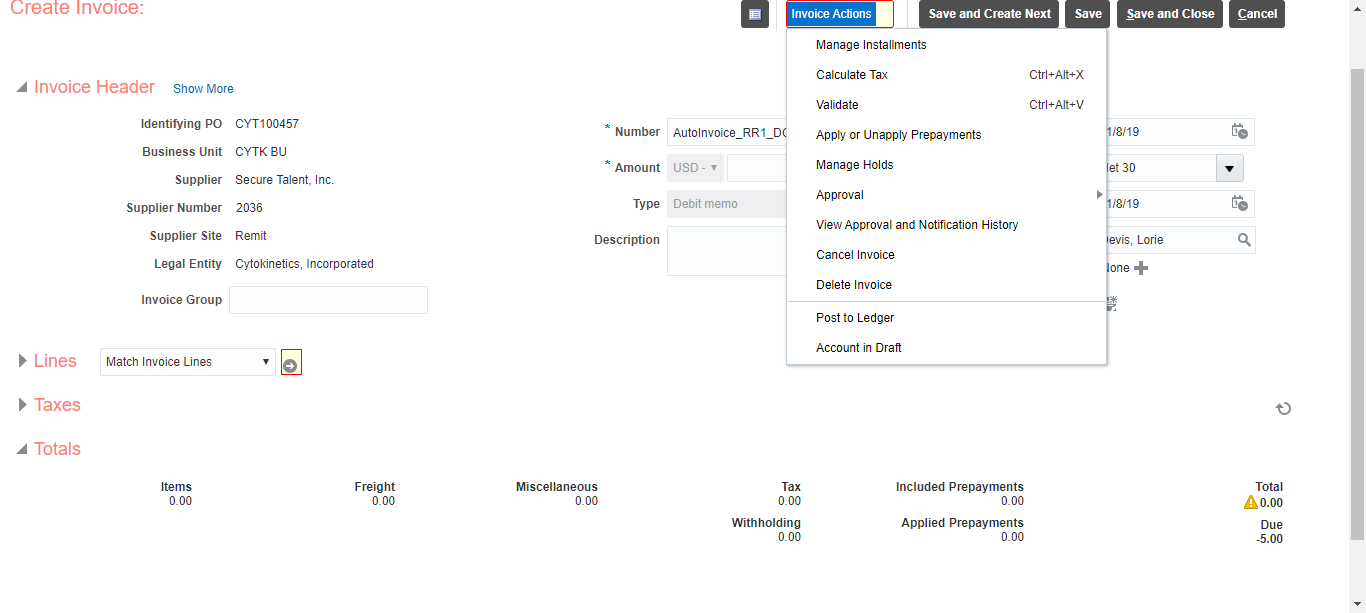 Create Invoice:
Invoice Actions
Save and Create Next
Save
Save and Close
Cancel
Manage Installments
Calculate Tax Ctrl+Alt+X
Validate Ctrl+Alt+V
Apply or Unapply Prepayments
Manage Holds
Approval
View Approval and Notification History
Cancel Invoice
Delete Invoice
Post to Ledger
Account in Draft
Invoice Header Show More
Identifying PO CYT100457
Business Unit CYTK BU
Supplier Secure Talent, Inc.
Supplier Number 2036
Supplier Site Remit
Legal Entity Cytokinetics, Incorporated
Invoice Group
* Number AutoInvoice_RR1_DC
* Amount USD -
Type Debit memo
Description
1/8/19
et 30
1/8/19
evis, Lorie
one
Lines Match Invoice Lines
Taxes
Totals
Items Freight Miscellaneous Tax Included Prepayments Total
0.00 0.00 0.00 0.00 0.00 0.00
Withholding Applied Prepayments Due
0.00 0.00 -5.00